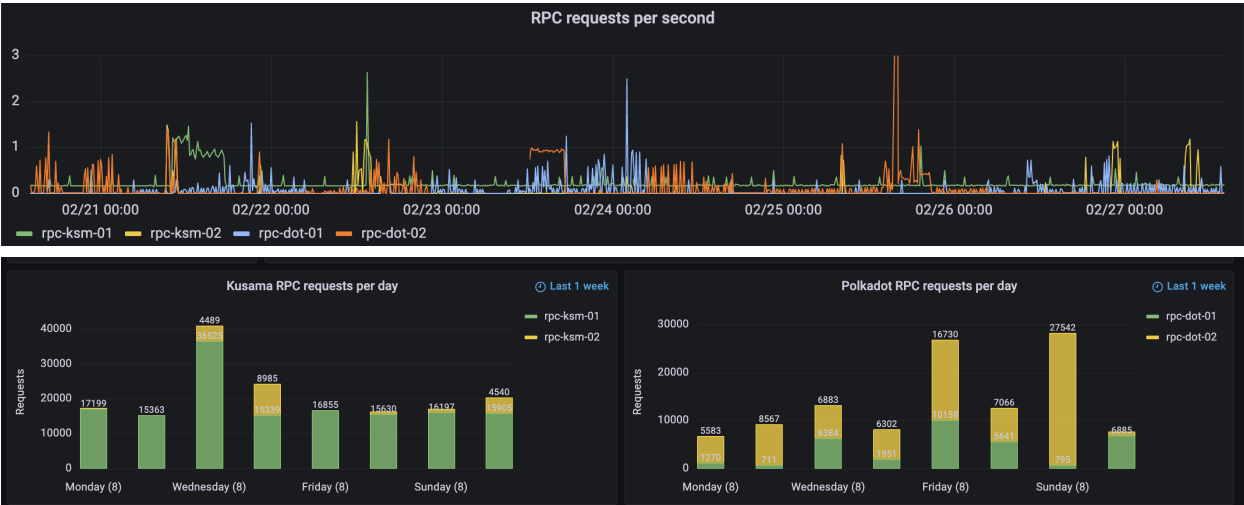 RPC requests per second
3
2
1
0
02/21 00:00 02/22 00:00 02/23 00:00 02/24 00:00 02/25 00:00 02/26 00:00 02/27 00:00
rpc-ksm-01 rpc-ksm-02 rpc-dot-01 rpc-dot-02
Kusama RPC requests per day
Last 1 week
rpc-ksm-01
rpc-ksm-02
Requests
40000
30000
20000
10000
0
17199
15363
4489
36525
8985
15339
16855
15630
16197
4540
15905
Monday (8) Wednesday (8) Friday (8) Sunday (8)
Polkadot RPC requests per day
Last 1 week
rpc-dot-01
rpc-dot-02
Requests
30000
20000
10000
0
5583
1270
8567
711
6883
6384
6302
1951
16730
10159
7066
5641
27542
795
6885
Monday (8) Wednesday (8) Friday (8) Sunday (8)